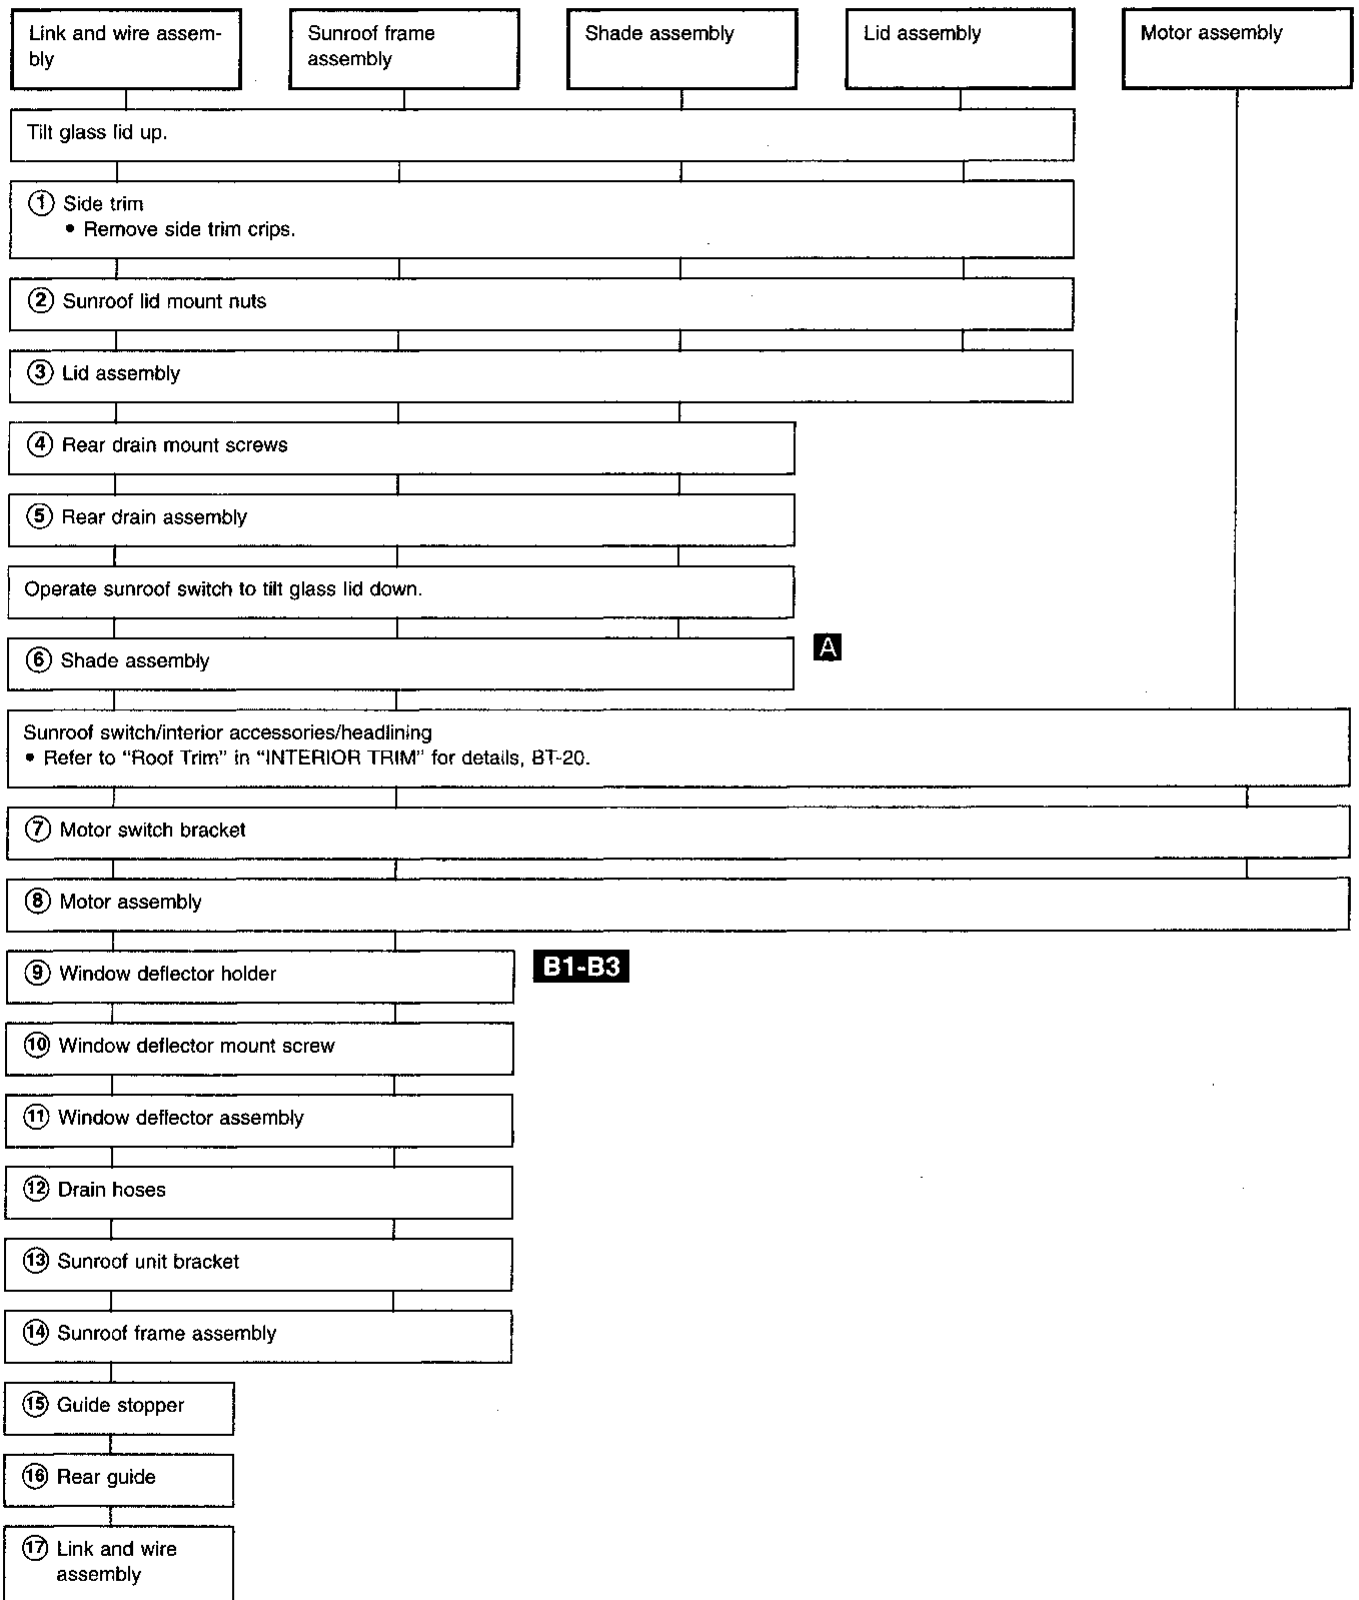 Link and wire assem-
bly
Sunroof frame
assembly
Shade assembly
Lid assembly
Motor assembly
Tilt glass lid up.
① Side trim
• Remove side trim crips.
② Sunroof lid mount nuts
③ Lid assembly
④ Rear drain mount screws
⑤ Rear drain assembly
Operate sunroof switch to tilt glass lid down.
⑥ Shade assembly
A
Sunroof switch/interior accessories/headlining
• Refer to “Roof Trim” in “INTERIOR TRIM” for details, BT-20.
⑦ Motor switch bracket
⑧ Motor assembly
⑨ Window deflector holder
B1-B3
⑩ Window deflector mount screw
⑪ Window deflector assembly
⑫ Drain hoses
⑬ Sunroof unit bracket
⑭ Sunroof frame assembly
⑮ Guide stopper
⑯ Rear guide
⑰ Link and wire
assembly